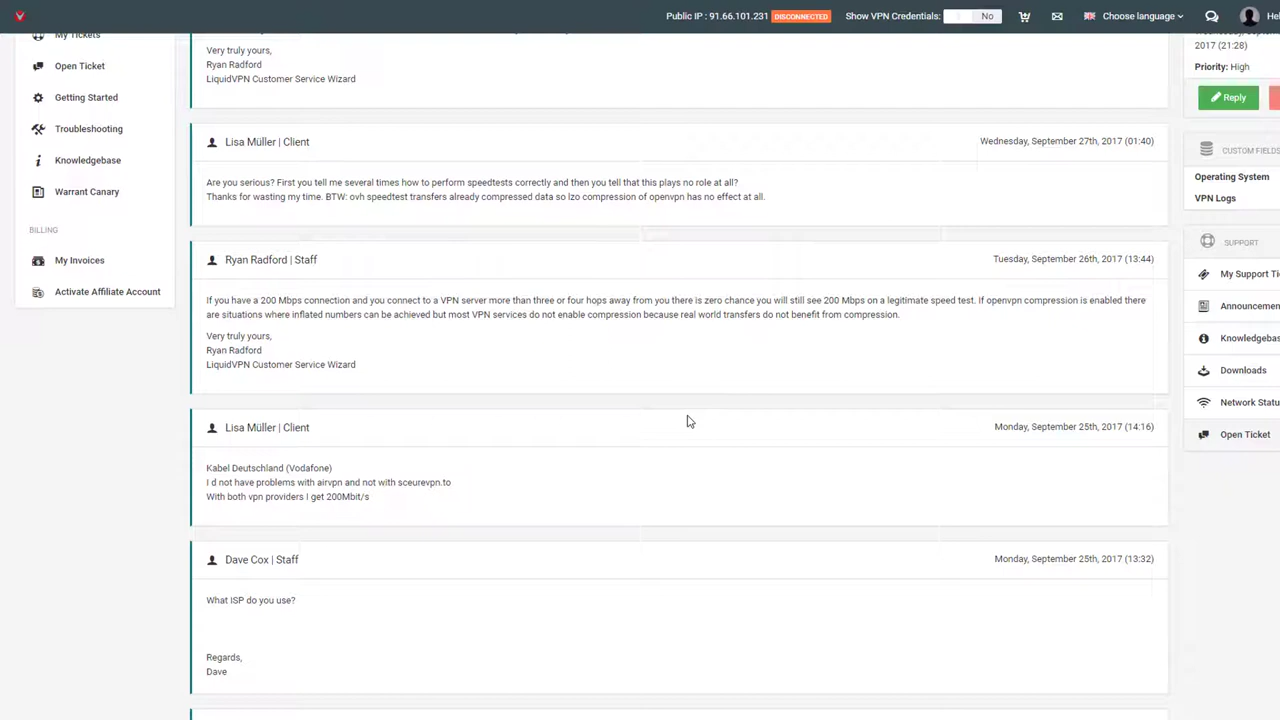 Public IP : 91.66.101.231 DISCONNECTED Show VPN Credentials: No Choose language
My Tickets
Open Ticket
Getting Started
Troubleshooting
Knowledgebase
Warrant Canary
BILLING
My Invoices
Activate Affiliate Account
Very truly yours,
Ryan Radford
LiquidVPN Customer Service Wizard
Lisa Müller | Client Wednesday, September 27th, 2017 (01:40)
Are you serious? First you tell me several times how to perform speedtests correctly and then you tell that this plays no role at all?
Thanks for wasting my time. BTW: ovh speedtest transfers already compressed data so lzo compression of openvpn has no effect at all.
Ryan Radford | Staff Tuesday, September 26th, 2017 (13:44)
If you have a 200 Mbps connection and you connect to a VPN server more than three or four hops away from you there is zero chance you will still see 200 Mbps on a legitimate speed test. If openvpn compression is enabled there
are situations where inflated numbers can be achieved but most VPN services do not enable compression because real world transfers do not benefit from compression.
Very truly yours,
Ryan Radford
LiquidVPN Customer Service Wizard
Lisa Müller | Client Monday, September 25th, 2017 (14:16)
Kabel Deutschland (Vodafone)
I d not have problems with airvpn and not with sceurevpn.to
With both vpn providers I get 200Mbit/s
Dave Cox | Staff Monday, September 25th, 2017 (13:32)
What ISP do you use?
Regards,
Dave
2017 (21:28)
Priority: High
Reply
CUSTOM FIELDS
Operating System
VPN Logs
SUPPORT
My Support Ti
Announcemen
Knowledgebas
Downloads
Network Statu
Open Ticket